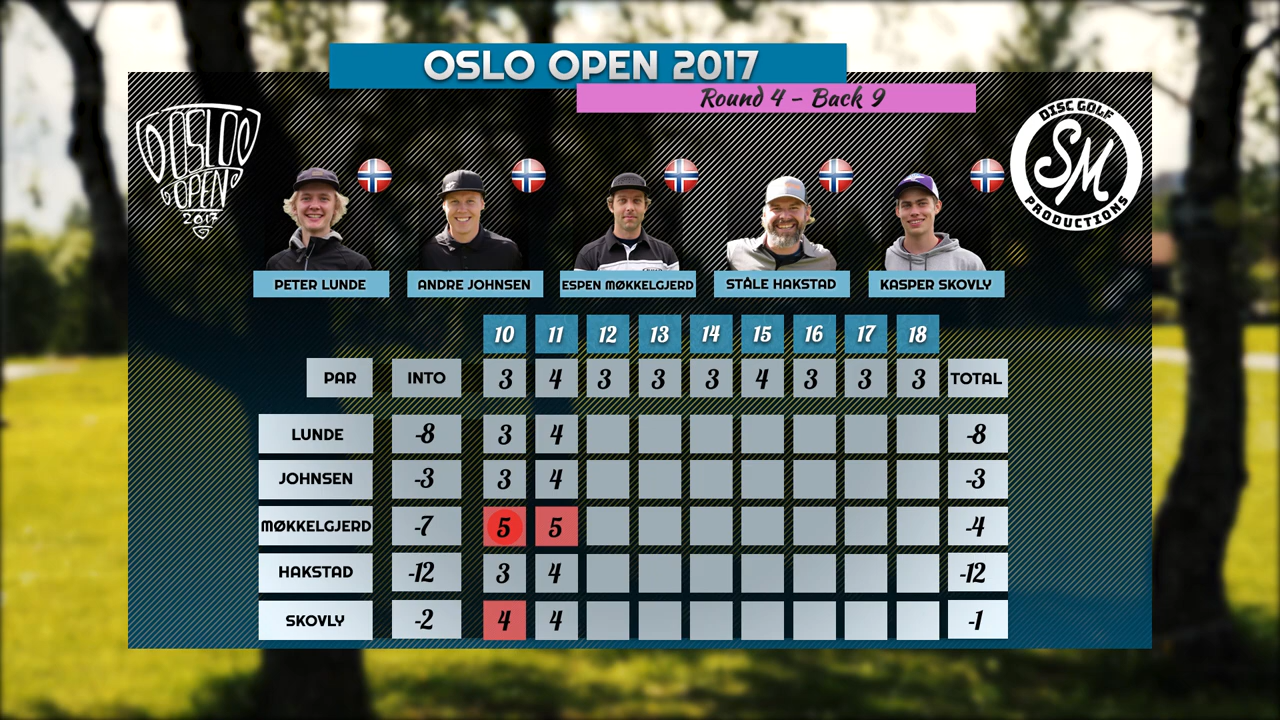 OSLO OPEN 2017
Round 4 - Back 9
OSLO
OPEN
2017
DISC GOLF
SM
PRODUCTIONS
PETER LUNDE
ANDRE JOHNSEN
ESPEN MØKKELGJERD
STÅLE HAKSTAD
KASPER SKOVLY
10 11 12 13 14 15 16 17 18
PAR INTO 3 4 3 3 3 4 3 3 3 TOTAL
LUNDE -8 3 4 -8
JOHNSEN -3 3 4 -3
MØKKELGJERD -7 5 5 -4
HAKSTAD -12 3 4 -12
SKOVLY -2 4 4 -1